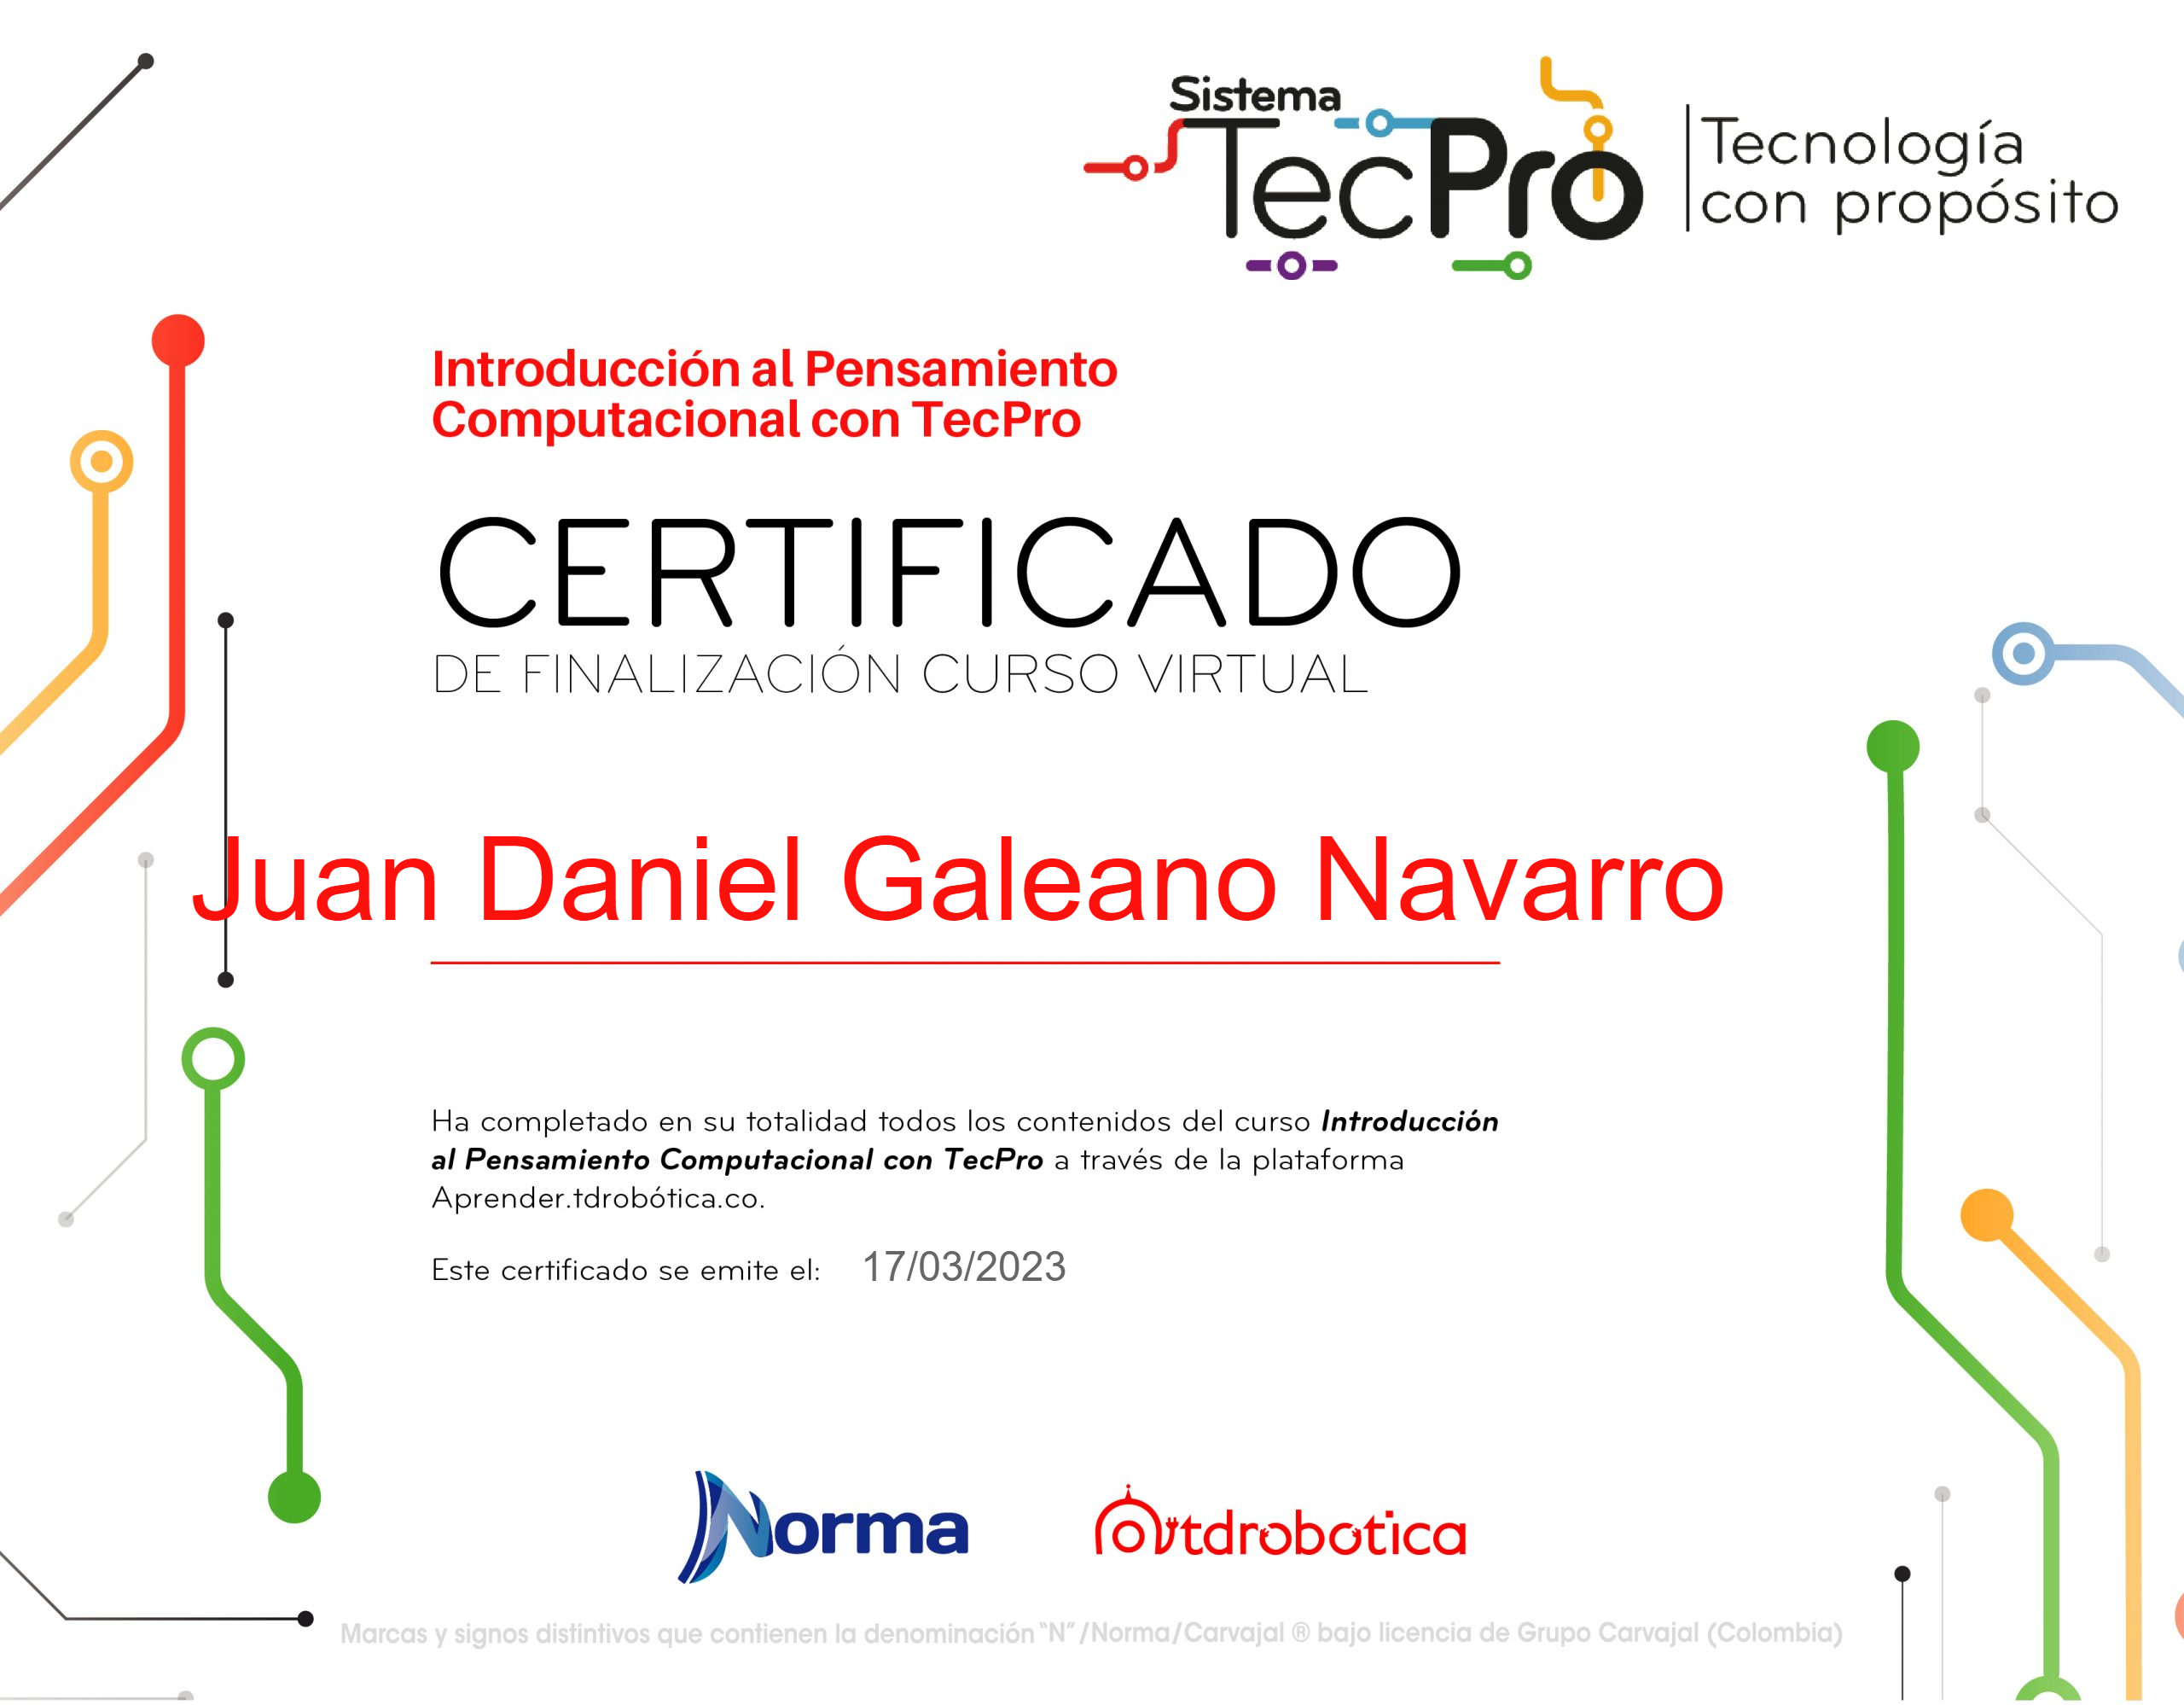 Sistema
TecPro
Tecnología
con propósito
Introducción al Pensamiento
Computacional con TecPro
CERTIFICADO
DE FINALIZACIÓN CURSO VIRTUAL
Juan Daniel Galeano Navarro
Ha completado en su totalidad todos los contenidos del curso Introducción
al Pensamiento Computacional con TecPro a través de la plataforma
Aprender.tdrobótica.co.
Este certificado se emite el: 17/03/2023
Norma
tdrobotica
Marcas y signos distintivos que contienen la denominación "N"/Norma/Carvajal ® bajo licencia de Grupo Carvajal (Colombia)